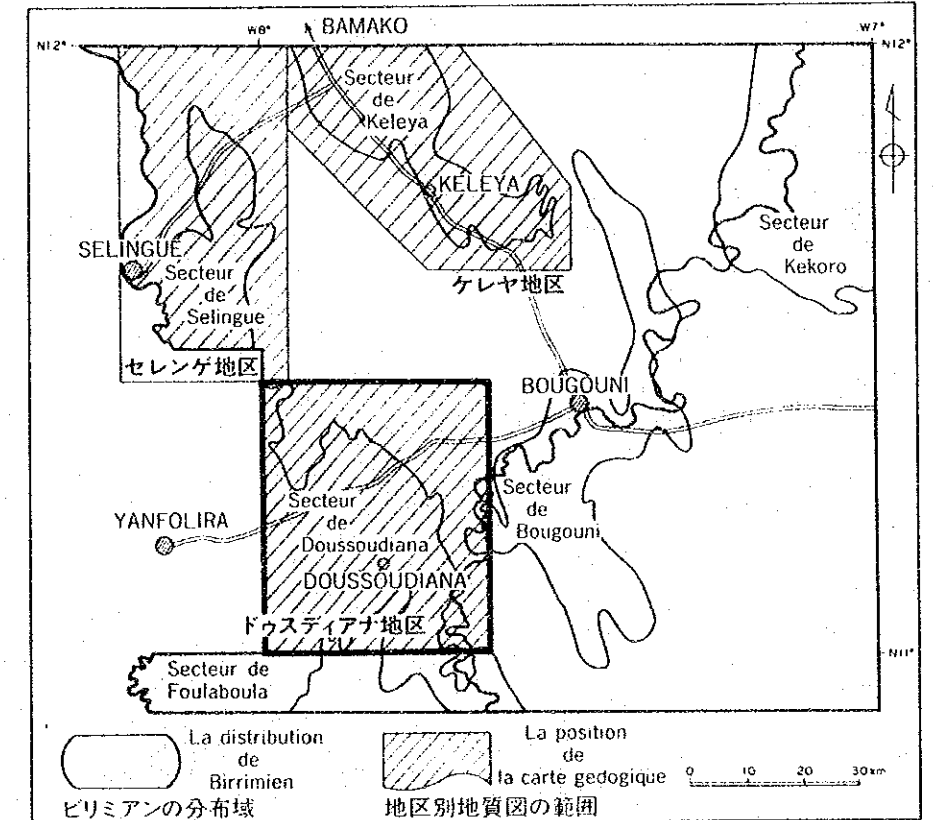 BAMAKO
W8°
W7°
N12°
N12°
Secteur
de
Keleya
KELEYA
Secteur
de
Kekoro
SELINGUE
Secteur
de
Selingue
ケレヤ地区
セレンゲ地区
BOUGOUNI
Secteur
de
Bougouni
YANFOLIRA
Secteur
de
Doussoudiana
DOUSSOUDIANA
ドゥスディアナ地区
N11°
Secteur de
Foulaboula
La distribution
de
Birrimien
ビリミアンの分布域
La position
de
la carte gedogique
地区別地質図の範囲
0 10 20 30km